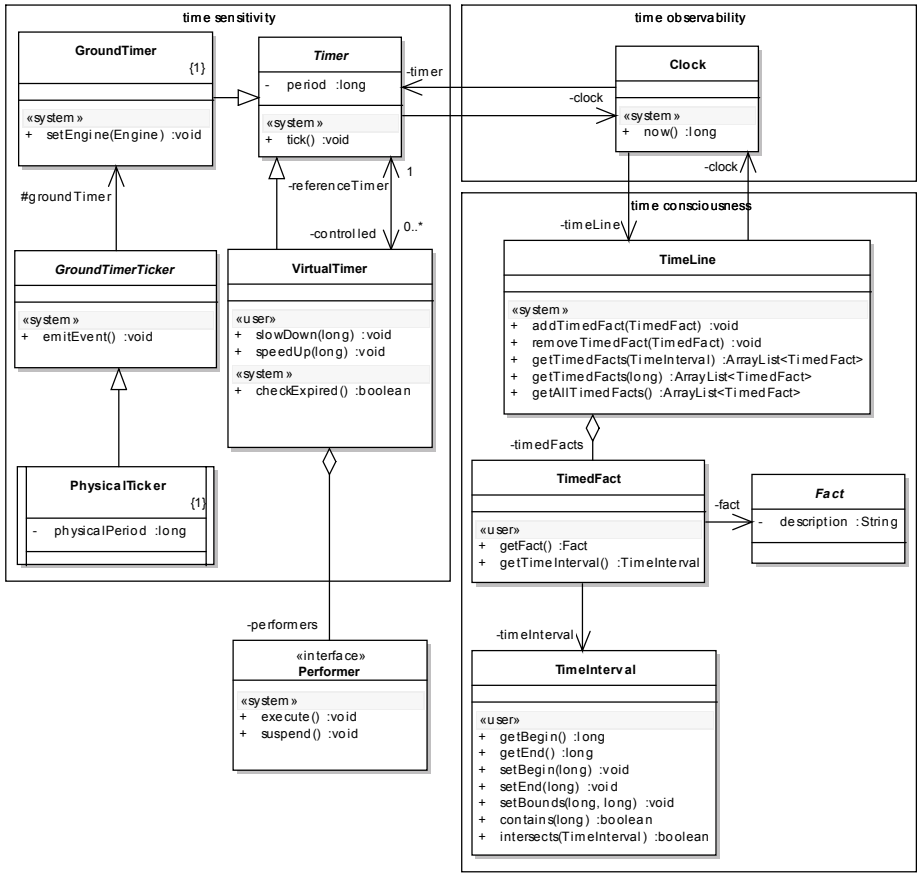 time sensitivity
GroundTimer
{1}
«system»
+ setEngine(Engine) :void
Timer
- period :long
«system»
+ tick() :void
-timer
-clock
#groundTimer
-referenceTimer
1
-controlled
0..*
GroundTimerTicker
«system»
+ emitEvent() :void
VirtualTimer
«user»
+ slowDown(long) :void
+ speedUp(long) :void
«system»
+ checkExpired() :boolean
PhysicalTicker
{1}
- physicalPeriod :long
-performers
«interface»
Performer
«system»
+ execute() :void
+ suspend() :void
time observability
Clock
«system»
+ now() :long
-clock
time consciousness
-timeLine
TimeLine
«system»
+ addTimedFact(TimedFact) :void
+ removeTimedFact(TimedFact) :void
+ getTimedFacts(TimeInterval) :ArrayList<TimedFact>
+ getTimedFacts(long) :ArrayList<TimedFact>
+ getAllTimedFacts() :ArrayList<TimedFact>
-timedFacts
TimedFact
«user»
+ getFact() :Fact
+ getTimeInterval() :TimeInterval
-fact
Fact
- description :String
-timeInterval
TimeInterval
«user»
+ getBegin() :long
+ getEnd() :long
+ setBegin(long) :void
+ setEnd(long) :void
+ setBounds(long, long) :void
+ contains(long) :boolean
+ intersects(TimeInterval) :boolean